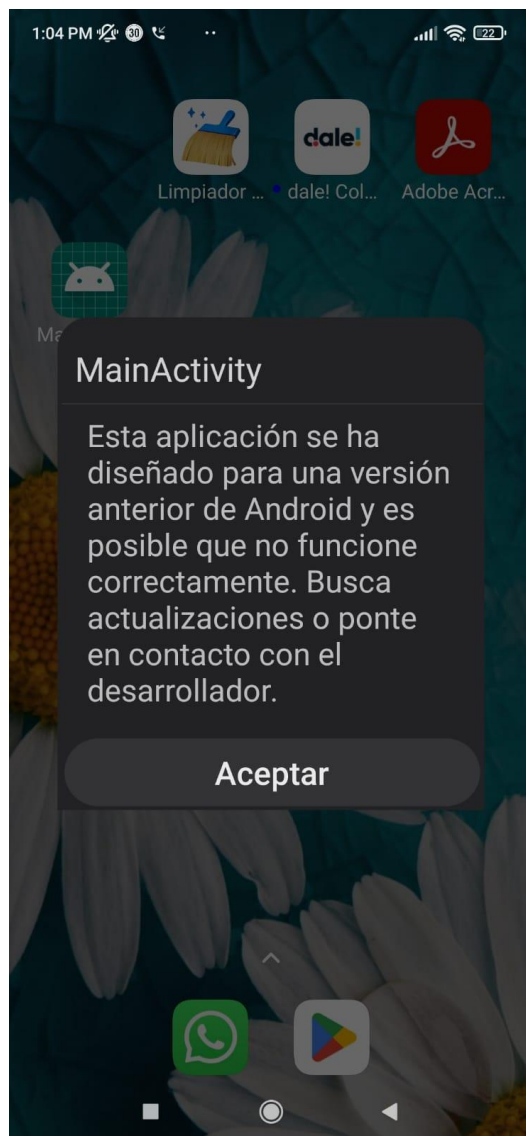 1:04 PM 30 22
dale!
Limpiador ... dale! Col... Adobe Acr...
Ma
MainActivity
Esta aplicación se ha
diseñado para una versión
anterior de Android y es
posible que no funcione
correctamente. Busca
actualizaciones o ponte
en contacto con el
desarrollador.
Aceptar